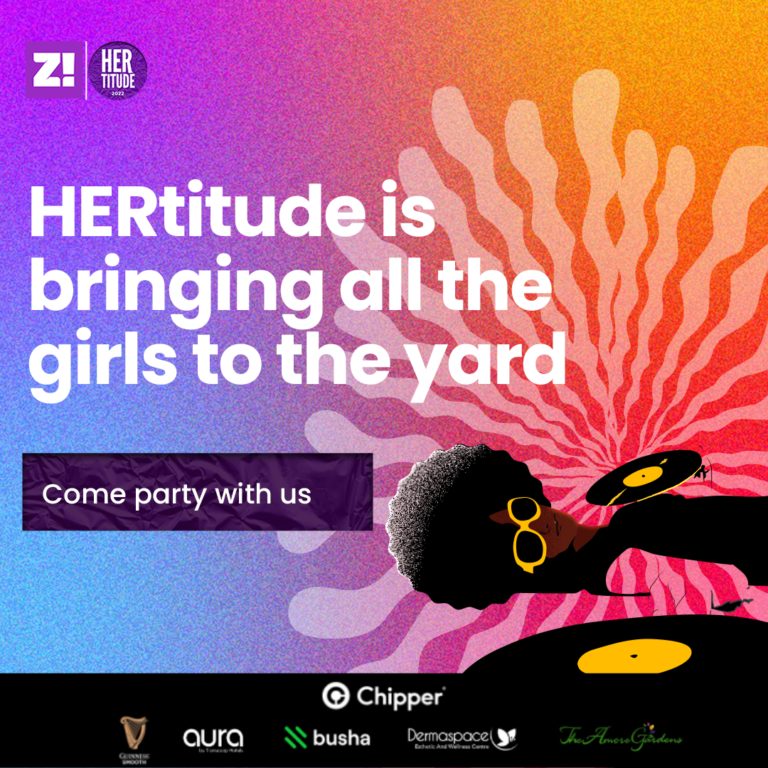 Z!
HER
TITUDE
2022
HERtitude is
bringing all the
girls to the yard
Come party with us
Chipper
GUINNESS
SMOOTH
aura
by Transcorp Hotels
busha
Dermaspace
Esthetic And Wellness Centre
The Amore Gardens